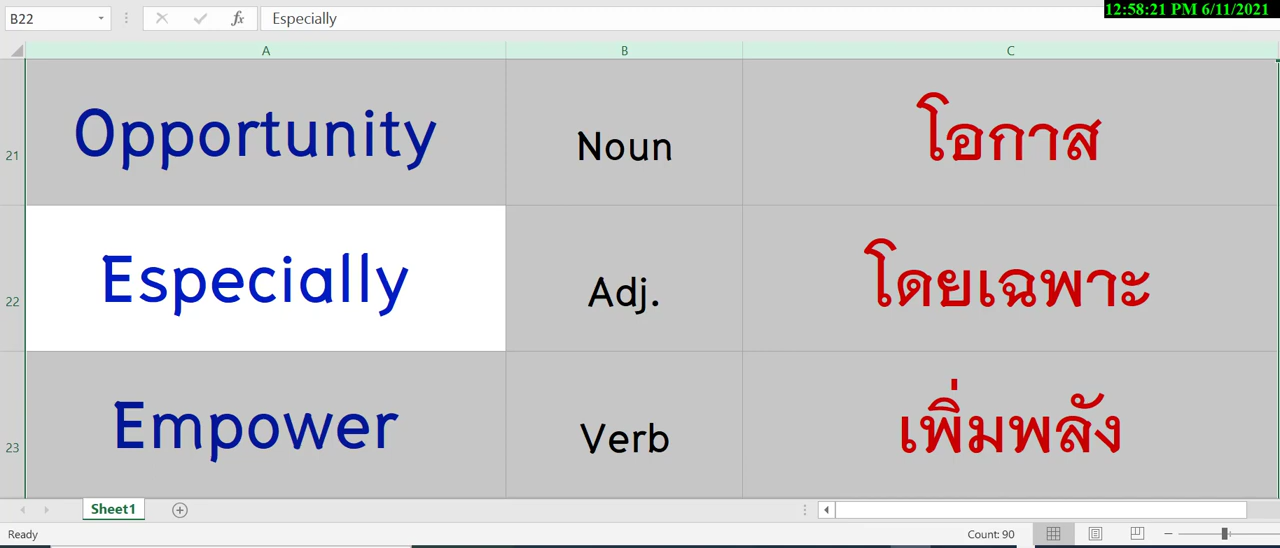 B22 fx Especially 12:58:21 PM 6/11/2021
A B C
21 Opportunity Noun โอกาส
22 Especially Adj. โดยเฉพาะ
23 Empower Verb เพิ่มพลัง
Sheet1
Ready Count: 90